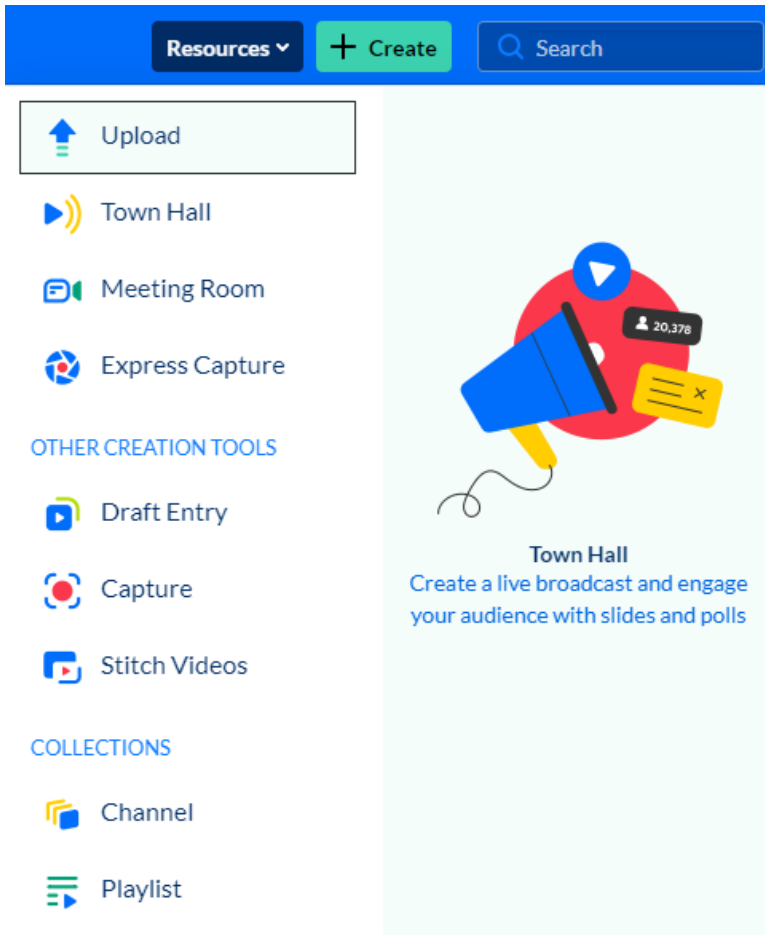 Resources
+ Create
Search
Upload
Town Hall
Meeting Room
Express Capture
OTHER CREATION TOOLS
Draft Entry
Capture
Stitch Videos
COLLECTIONS
Channel
Playlist
20,378
Town Hall
Create a live broadcast and engage
your audience with slides and polls